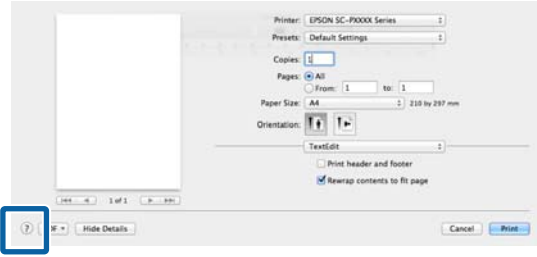 Printer: EPSON SC-PXXXX Series
Presets: Default Settings
Copies: 1
Pages: All
From: 1 to: 1
Paper Size: A4 210 by 297 mm
Orientation:
TextEdit
Print header and footer
Rewrap contents to fit page
1 of 1
? DF Hide Details Cancel Print